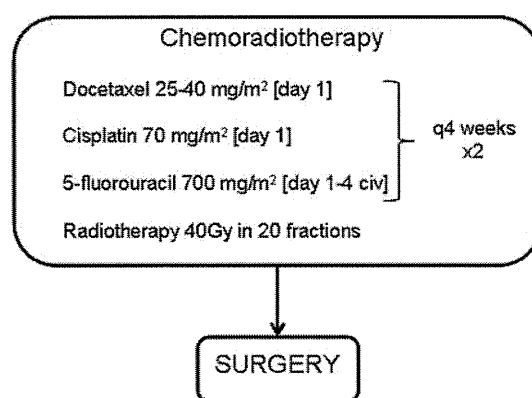 Chemoradiotherapy
Docetaxel 25-40 mg/m² [day 1]
Cisplatin 70 mg/m² [day 1]
5-fluorouracil 700 mg/m² [day 1-4 civ]
q4 weeks
x2
Radiotherapy 40Gy in 20 fractions
SURGERY